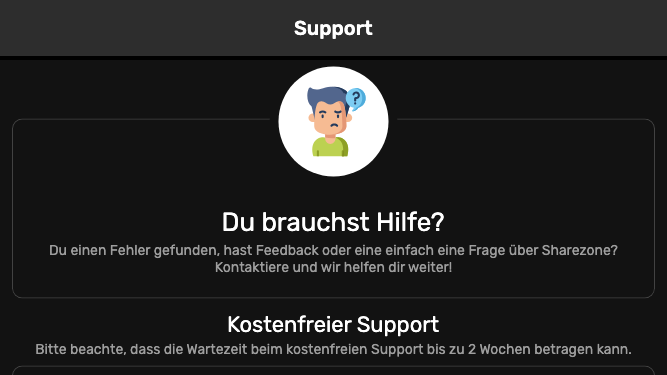 Support
?
Du brauchst Hilfe?
Du einen Fehler gefunden, hast Feedback oder eine einfach eine Frage über Sharezone?
Kontaktiere und wir helfen dir weiter!
Kostenfreier Support
Bitte beachte, dass die Wartezeit beim kostenfreien Support bis zu 2 Wochen betragen kann.